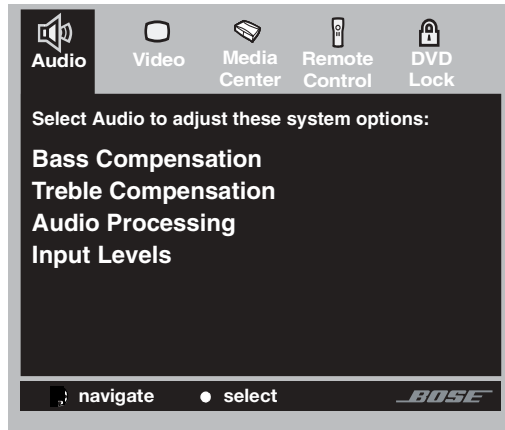 Audio
Video
Media
Center
Remote
Control
DVD
Lock
Select Audio to adjust these system options:
Bass Compensation
Treble Compensation
Audio Processing
Input Levels
navigate
select
BOSE